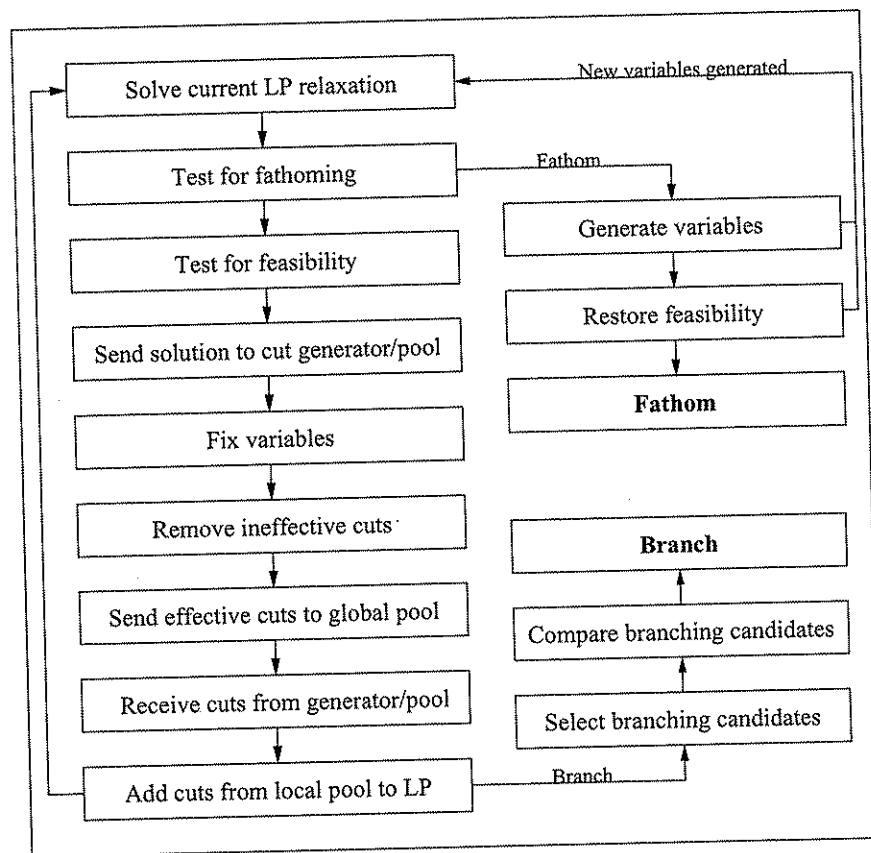 Solve current LP relaxation
New variables generated
Test for fathoming
Fathom
Generate variables
Test for feasibility
Restore feasibility
Send solution to cut generator/pool
Fathom
Fix variables
Remove ineffective cuts
Branch
Send effective cuts to global pool
Compare branching candidates
Receive cuts from generator/pool
Select branching candidates
Add cuts from local pool to LP
Branch